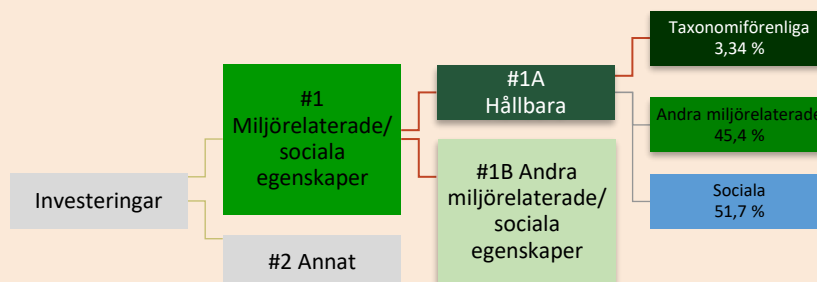 Investeringar
#1
Miljörelaterade/
sociala
egenskaper
#2 Annat
#1A
Hållbara
#1B Andra
miljörelaterade/
sociala
egenskaper
Taxonomiförenliga
3,34 %
Andra miljörelaterade
45,4 %
Sociala
51,7 %